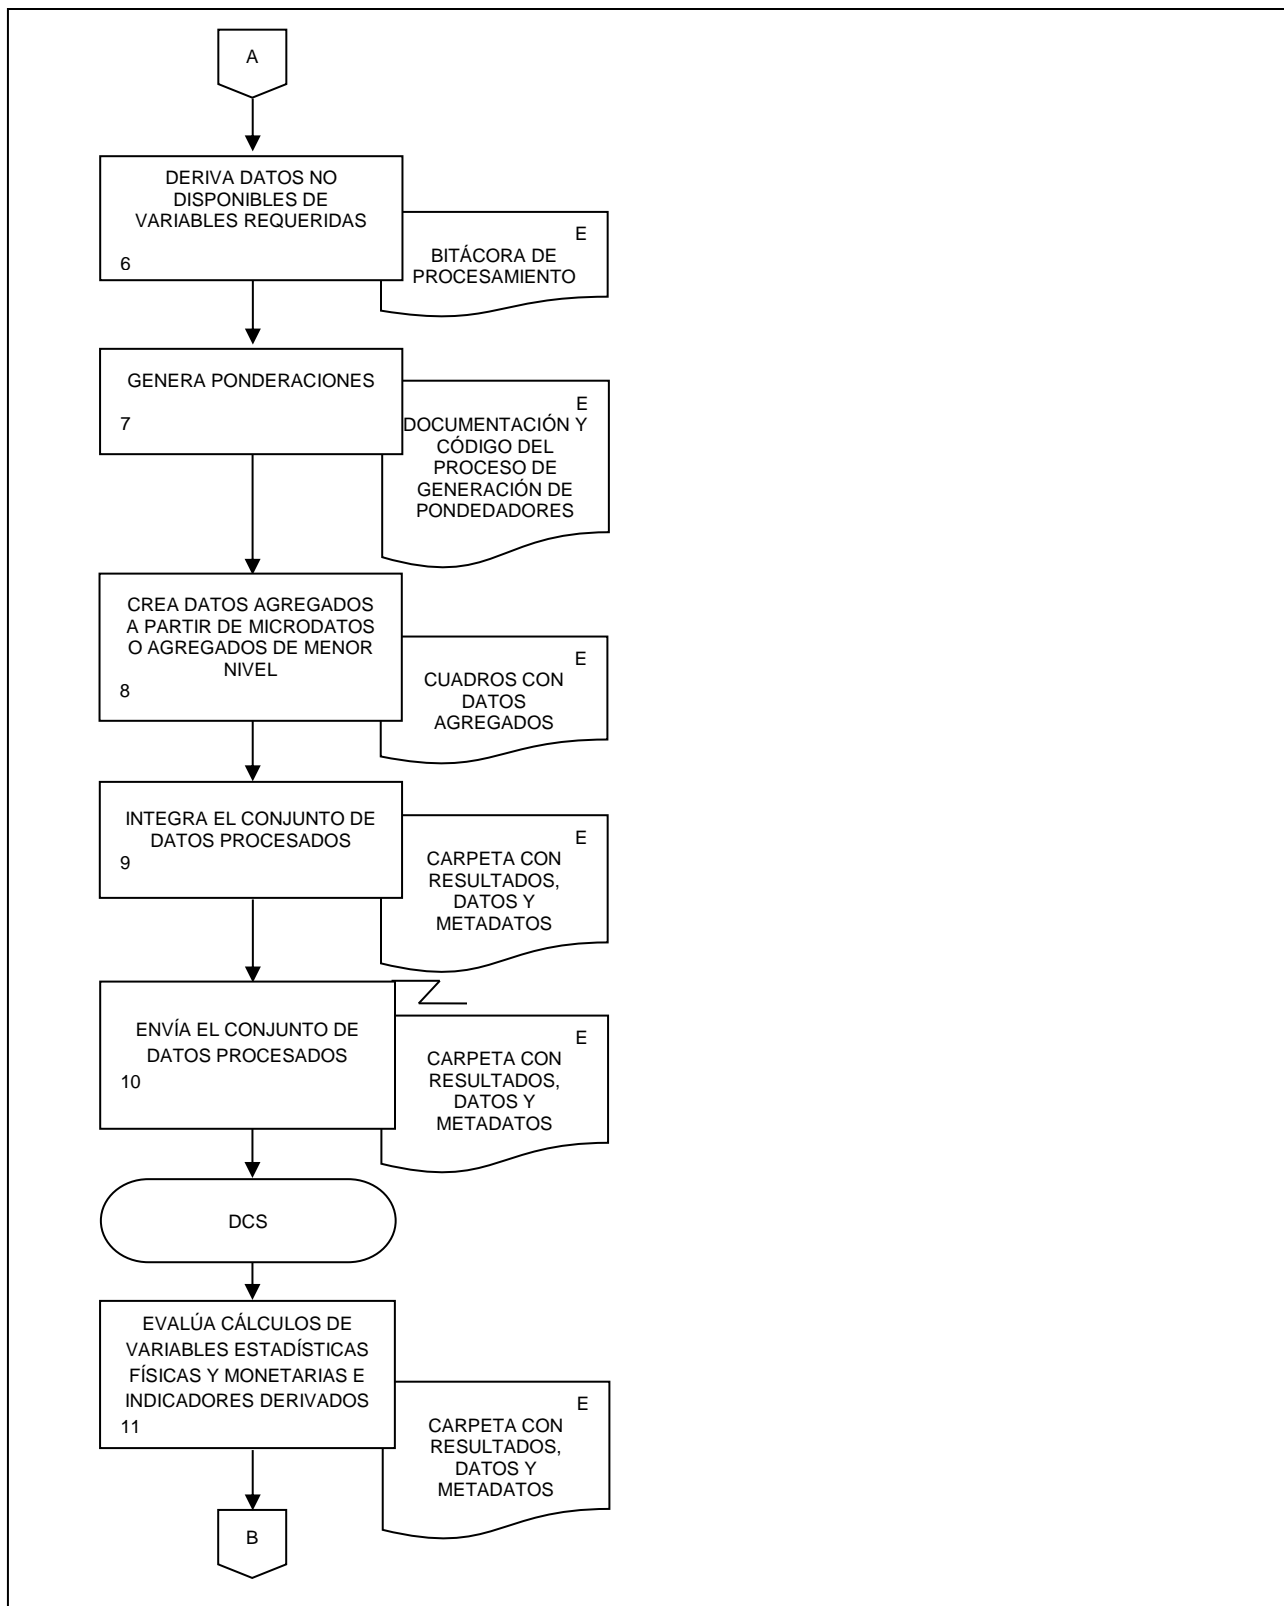 A
DERIVA DATOS NO
DISPONIBLES DE
VARIABLES REQUERIDAS
6
E
BITÁCORA DE
PROCESAMIENTO
GENERA PONDERACIONES
7
E
DOCUMENTACIÓN Y
CÓDIGO DEL
PROCESO DE
GENERACIÓN DE
PONDEDADORES
CREA DATOS AGREGADOS
A PARTIR DE MICRODATOS
O AGREGADOS DE MENOR
NIVEL
8
E
CUADROS CON
DATOS
AGREGADOS
INTEGRA EL CONJUNTO DE
DATOS PROCESADOS
9
E
CARPETA CON
RESULTADOS,
DATOS Y
METADATOS
ENVÍA EL CONJUNTO DE
DATOS PROCESADOS
10
E
CARPETA CON
RESULTADOS,
DATOS Y
METADATOS
DCS
EVALÚA CÁLCULOS DE
VARIABLES ESTADÍSTICAS
FÍSICAS Y MONETARIAS E
INDICADORES DERIVADOS
11
E
CARPETA CON
RESULTADOS,
DATOS Y
METADATOS
B